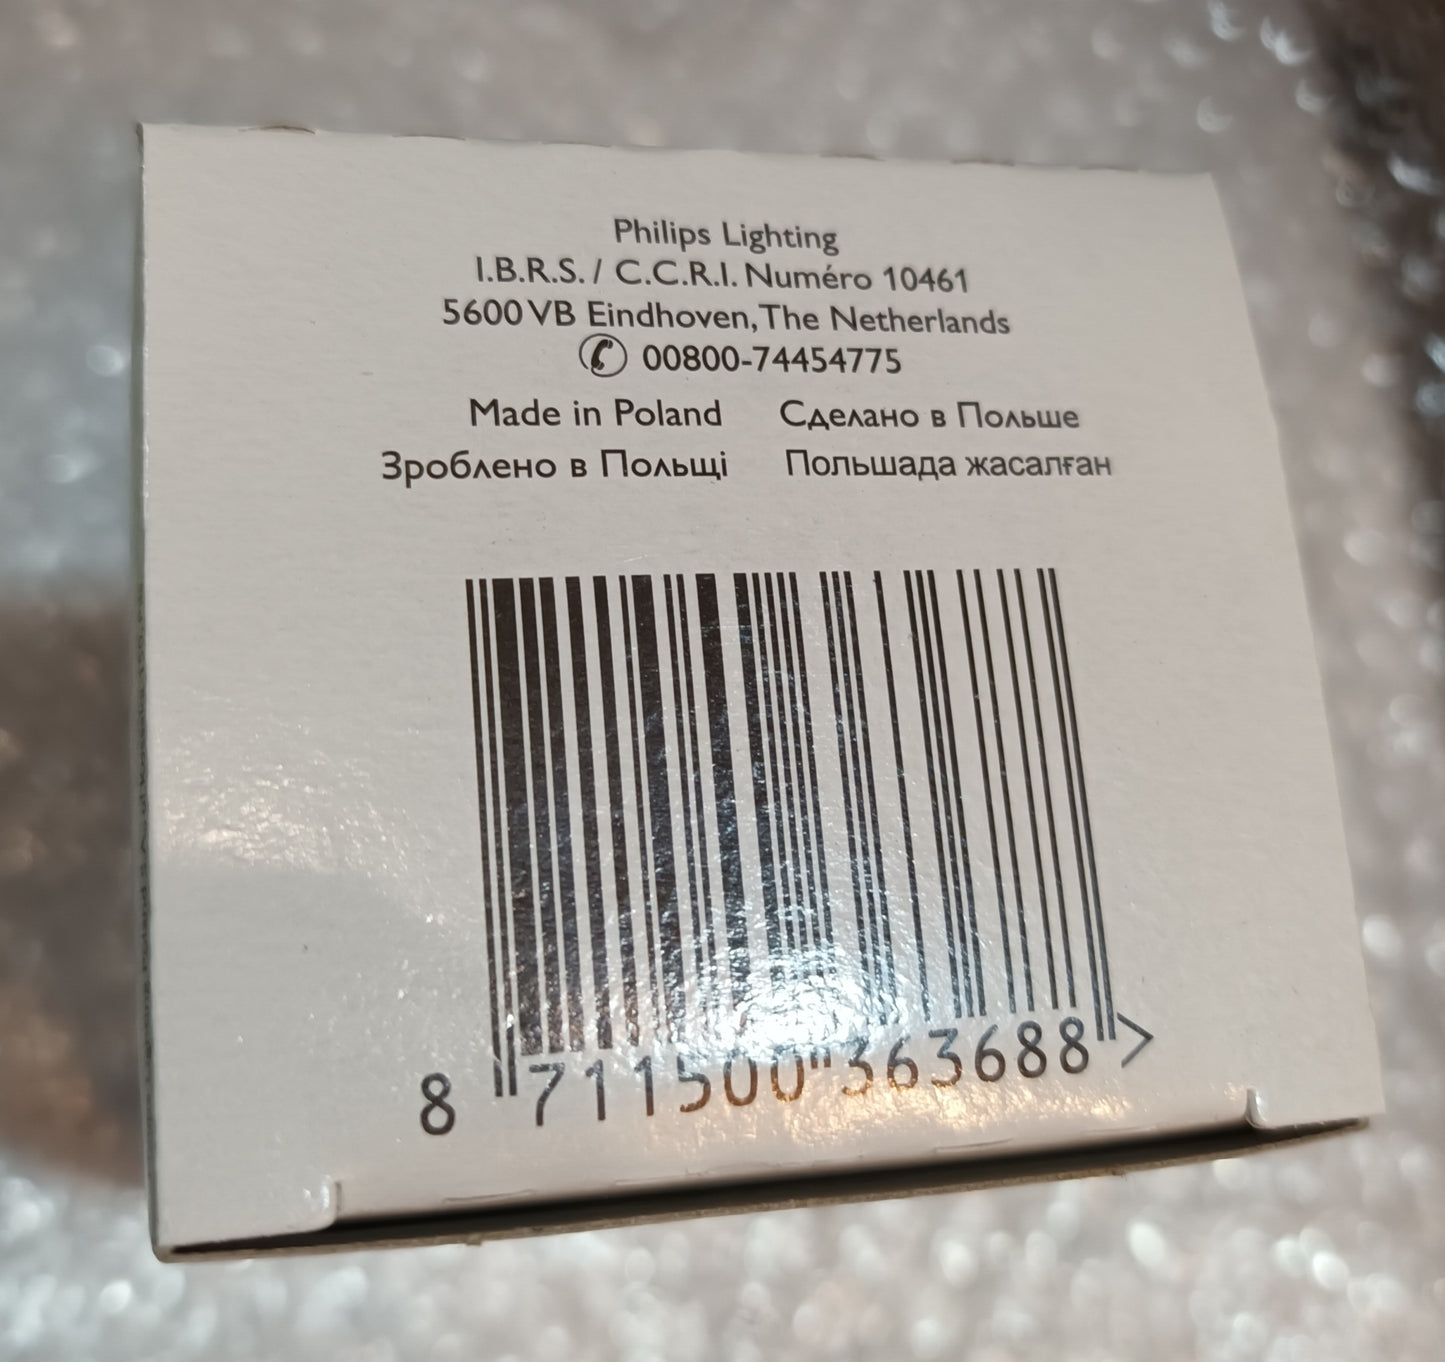 Philips Lighting
I.B.R.S. / C.C.R.I. Numéro 10461
5600 VB Eindhoven, The Netherlands
✆ 00800-74454775
Made in Poland Сделано в Польше
Зроблено в Польщі Польшада жасалған
8 711500 363688 >